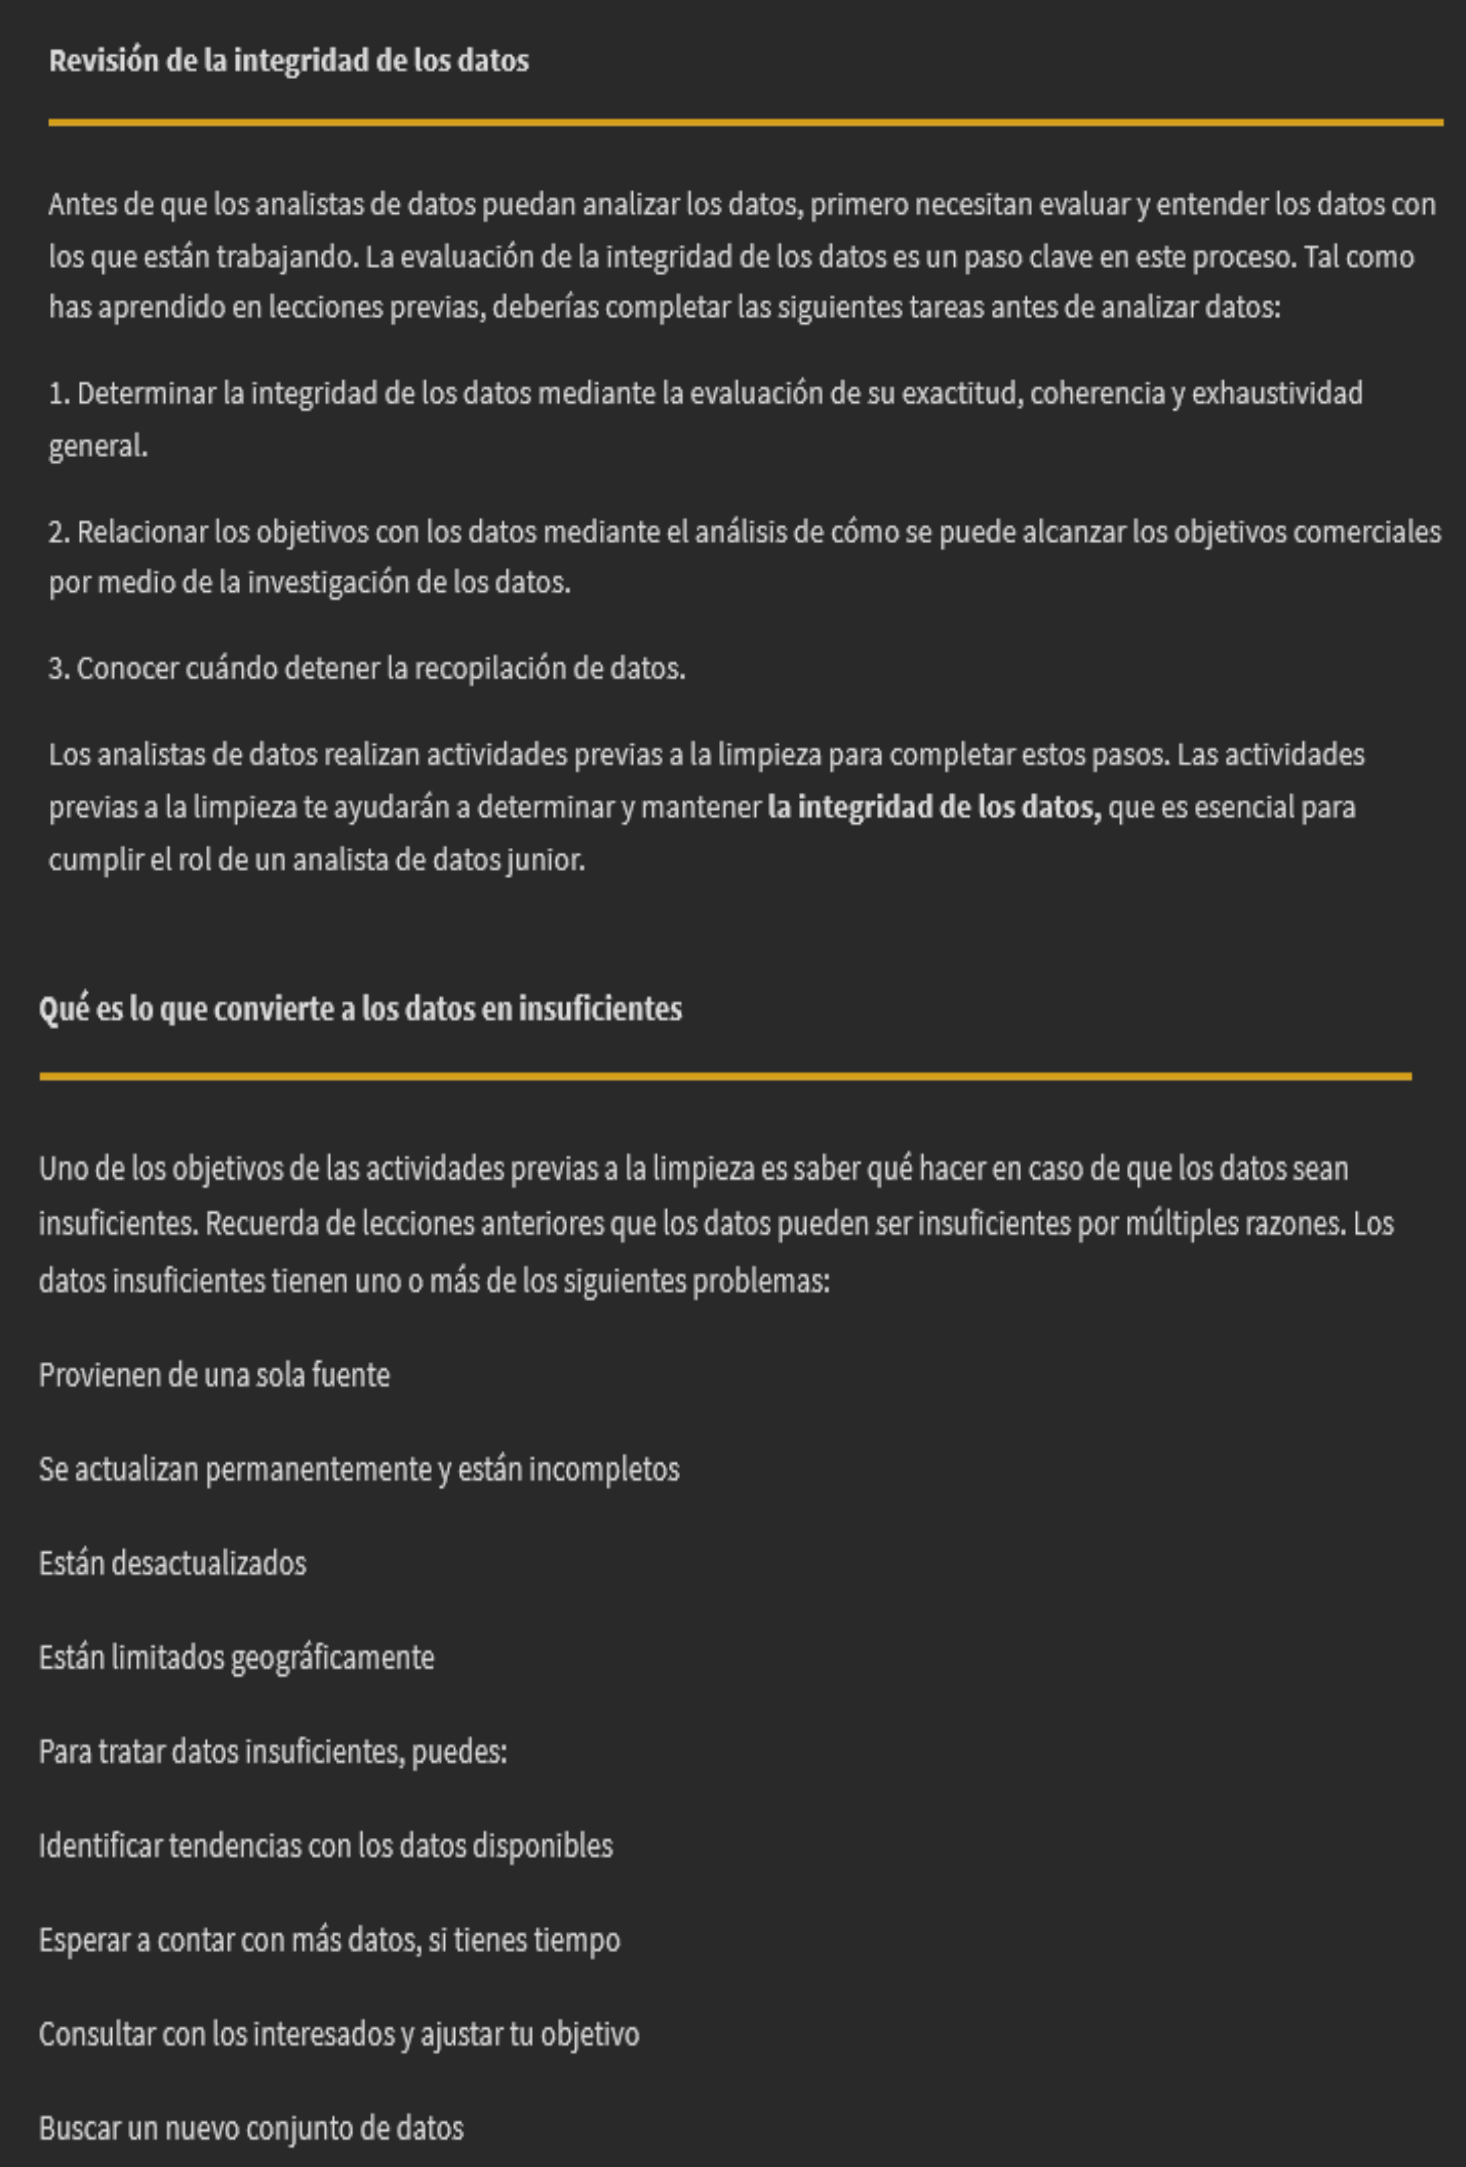 Revisión de la integridad de los datos
Antes de que los analistas de datos puedan analizar los datos, primero necesitan evaluar y entender los datos con
los que están trabajando. La evaluación de la integridad de los datos es un paso clave en este proceso. Tal como
has aprendido en lecciones previas, deberías completar las siguientes tareas antes de analizar datos:
1. Determinar la integridad de los datos mediante la evaluación de su exactitud, coherencia y exhaustividad
general.
2. Relacionar los objetivos con los datos mediante el análisis de cómo se puede alcanzar los objetivos comerciales
por medio de la investigación de los datos.
3. Conocer cuándo detener la recopilación de datos.
Los analistas de datos realizan actividades previas a la limpieza para completar estos pasos. Las actividades
previas a la limpieza te ayudarán a determinar y mantener la integridad de los datos, que es esencial para
cumplir el rol de un analista de datos junior.
Qué es lo que convierte a los datos en insuficientes
Uno de los objetivos de las actividades previas a la limpieza es saber qué hacer en caso de que los datos sean
insuficientes. Recuerda de lecciones anteriores que los datos pueden ser insuficientes por múltiples razones. Los
datos insuficientes tienen uno o más de los siguientes problemas:
Provienen de una sola fuente
Se actualizan permanentemente y están incompletos
Están desactualizados
Están limitados geográficamente
Para tratar datos insuficientes, puedes:
Identificar tendencias con los datos disponibles
Esperar a contar con más datos, si tienes tiempo
Consultar con los interesados y ajustar tu objetivo
Buscar un nuevo conjunto de datos